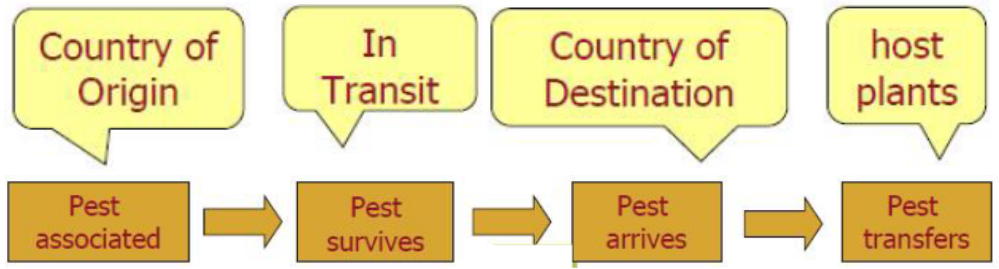 Country of
Origin
In
Transit
Country of
Destination
host
plants
Pest
associated
Pest
survives
Pest
arrives
Pest
transfers